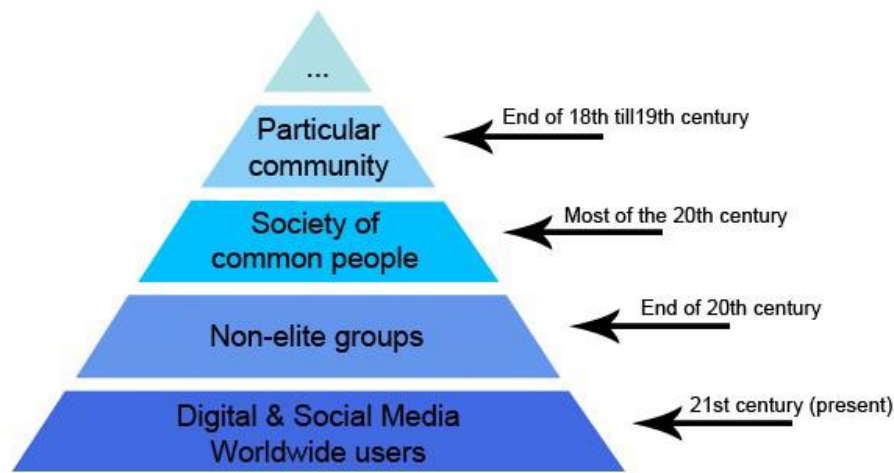 ...
Particular
community
End of 18th till19th century
Society of
common people
Most of the 20th century
Non-elite groups
End of 20th century
Digital & Social Media
Worldwide users
21st century (present)